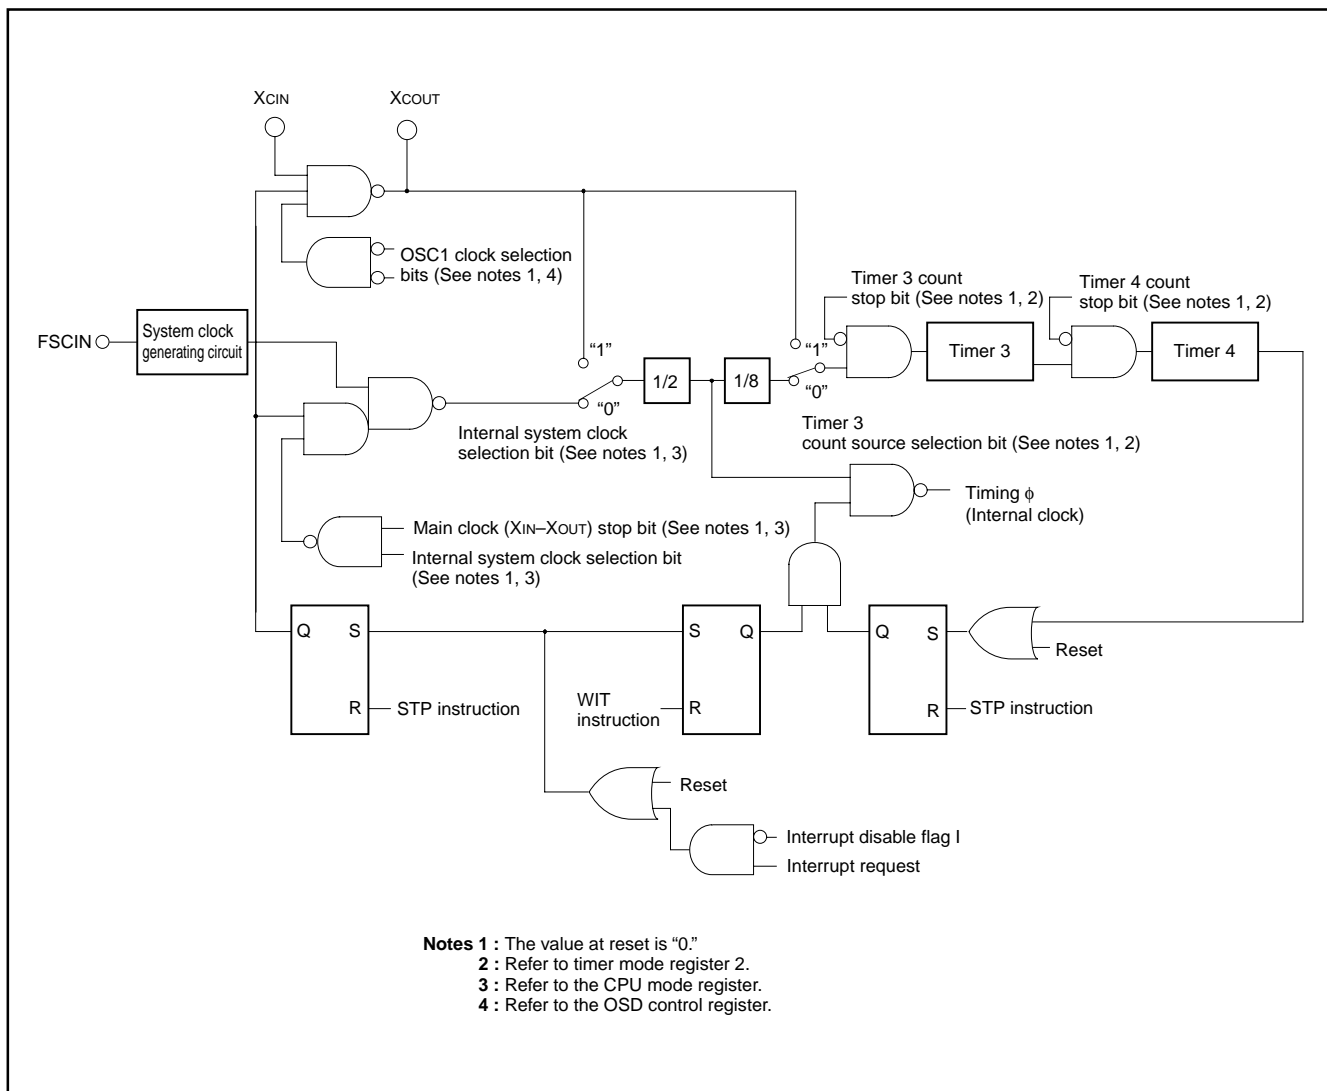 XCIN
XCOUT
OSC1 clock selection
bits (See notes 1, 4)
Timer 3 count
stop bit (See notes 1, 2)
Timer 4 count
stop bit (See notes 1, 2)
FSCIN
System clock
generating circuit
“1”
“1”
1/2
1/8
Timer 3
Timer 4
“0”
“0”
Internal system clock
selection bit (See notes 1, 3)
Timer 3
count source selection bit (See notes 1, 2)
Timing ϕ
(Internal clock)
Main clock (XIN–XOUT) stop bit (See notes 1, 3)
Internal system clock selection bit
(See notes 1, 3)
Q S
S Q
Q S
Reset
R
STP instruction
WIT
instruction
R
R
STP instruction
Reset
Interrupt disable flag I
Interrupt request
Notes 1 : The value at reset is “0.”
2 : Refer to timer mode register 2.
3 : Refer to the CPU mode register.
4 : Refer to the OSD control register.